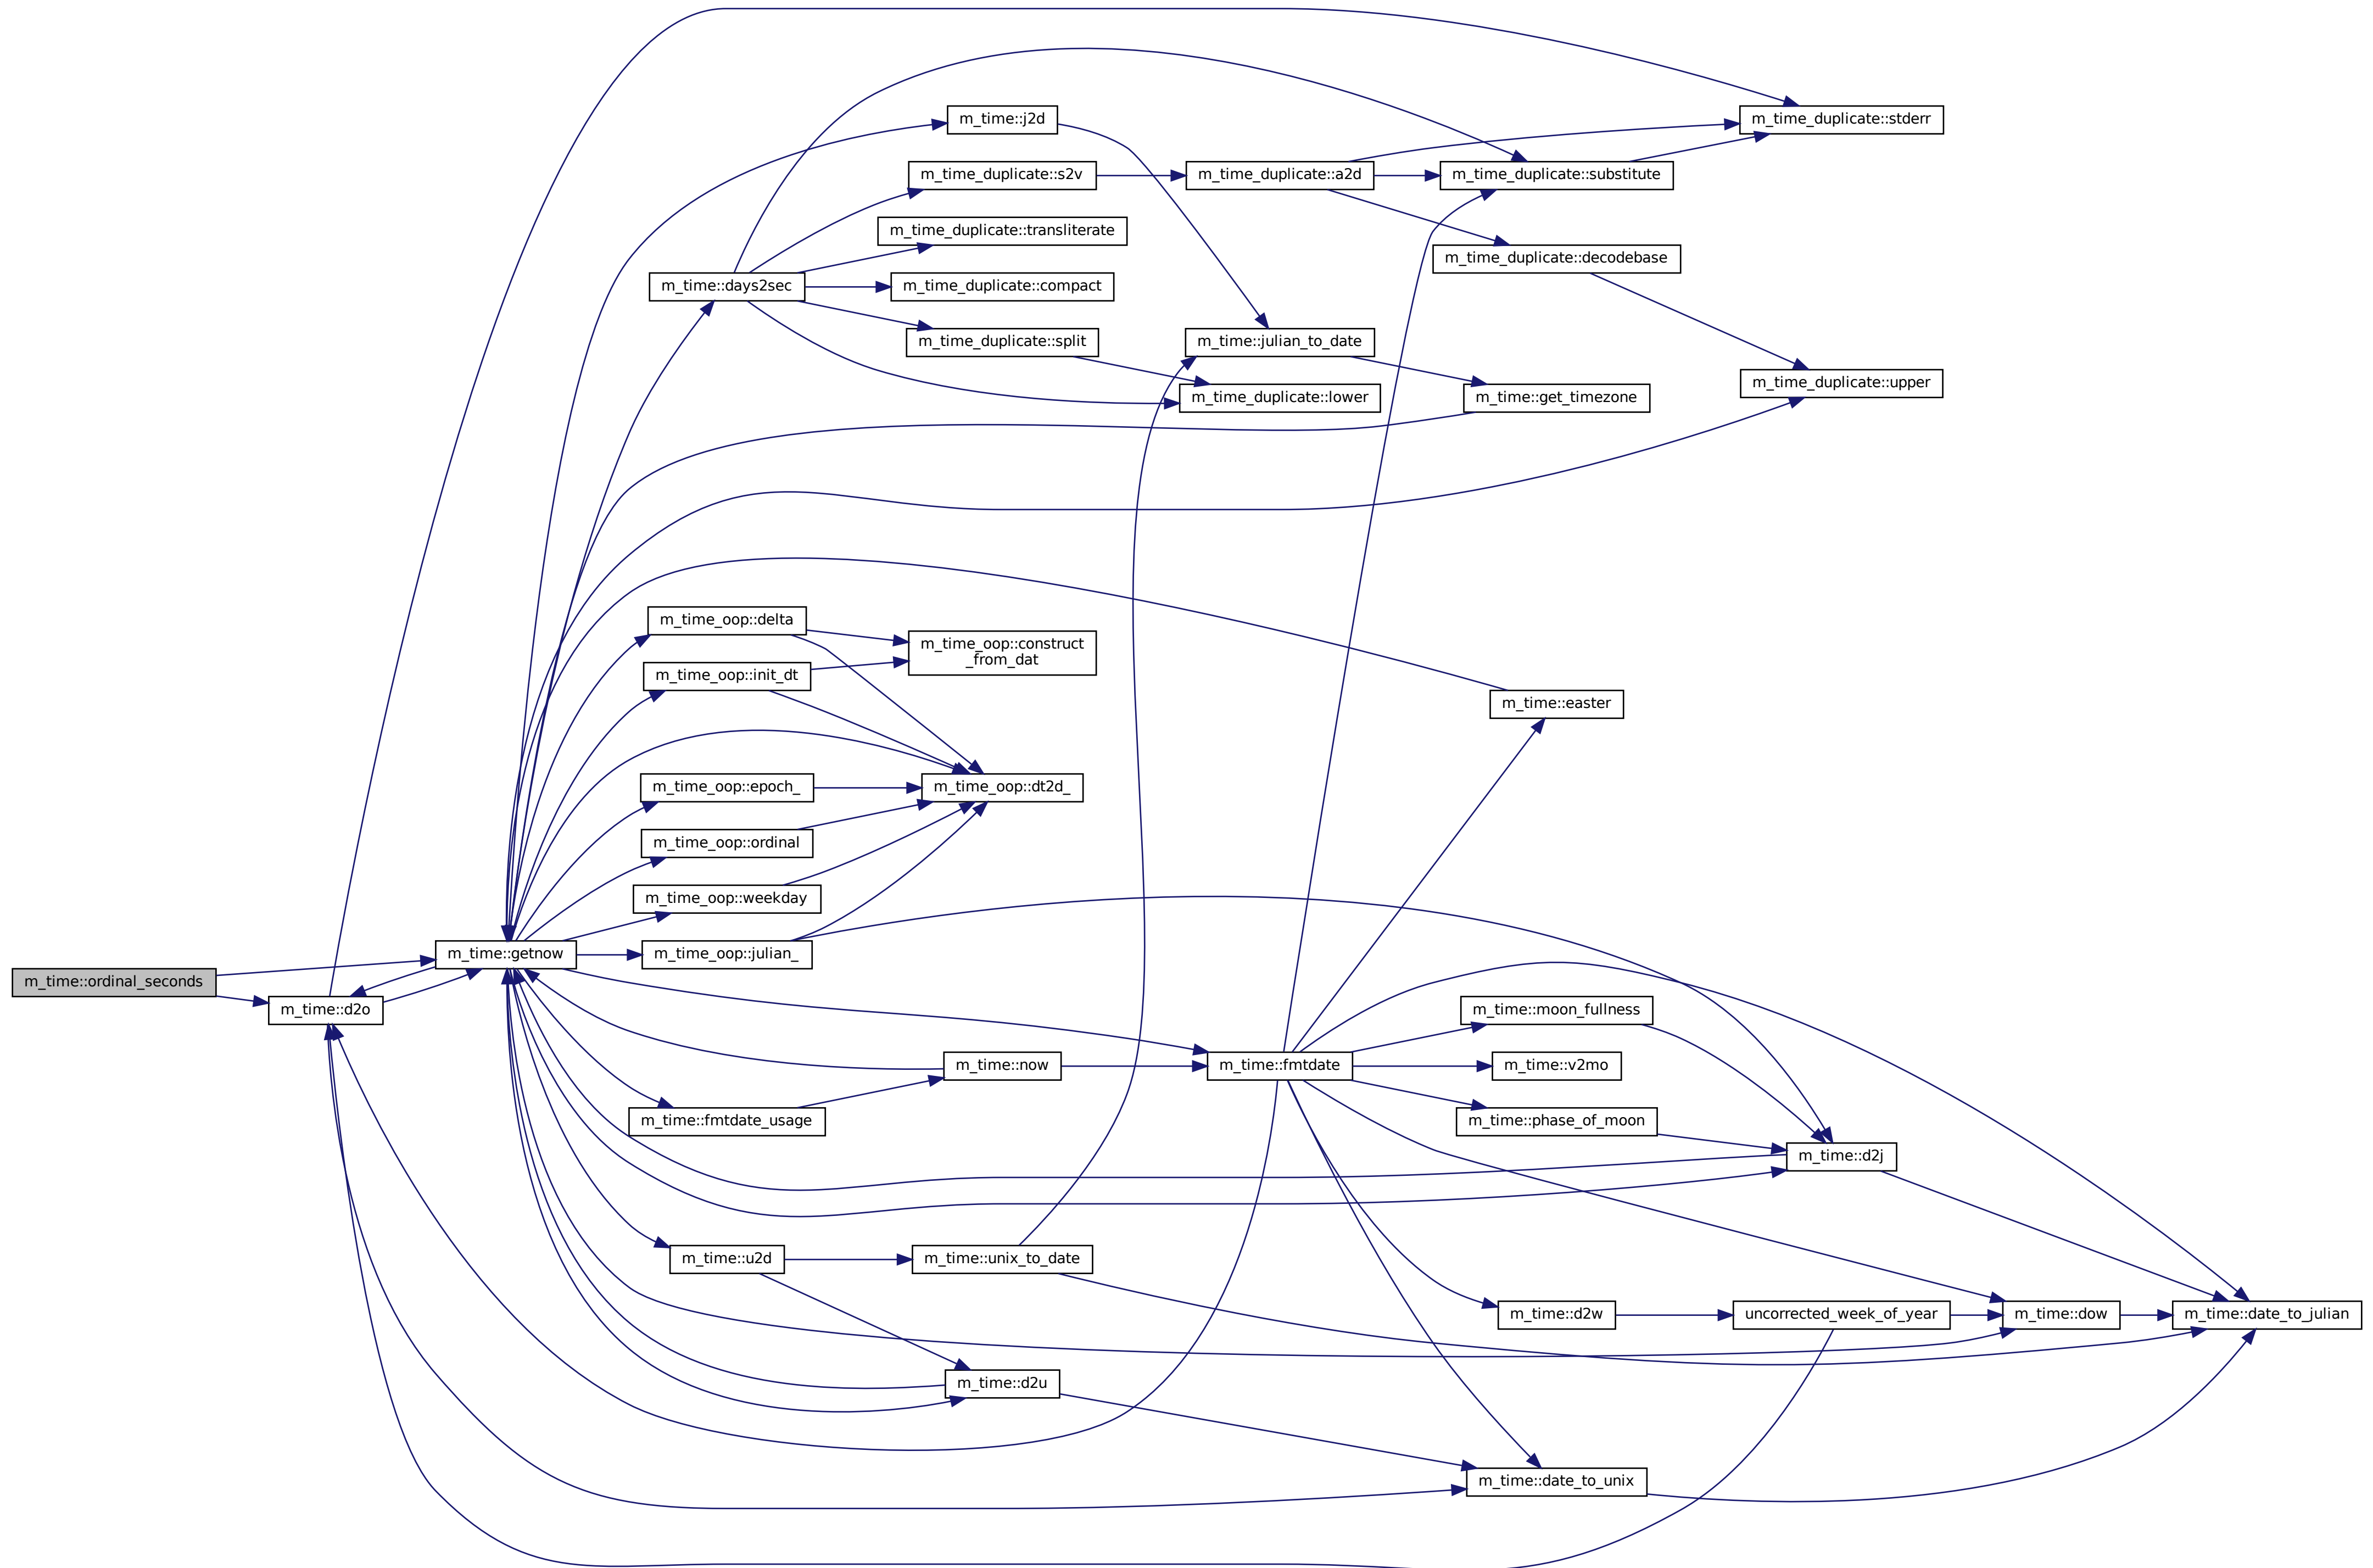 m_time::j2d
m_time_duplicate::stderr
m_time_duplicate::s2v
m_time_duplicate::a2d
m_time_duplicate::substitute
m_time_duplicate::transliterate
m_time_duplicate::decodebase
m_time::days2sec
m_time_duplicate::compact
m_time_duplicate::split
m_time::julian_to_date
m_time_duplicate::upper
m_time_duplicate::lower
m_time::get_timezone
m_time_oop::delta
m_time_oop::construct
_from_dat
m_time_oop::init_dt
m_time::easter
m_time_oop::epoch_
m_time_oop::dt2d_
m_time_oop::ordinal
m_time_oop::weekday
m_time::getnow
m_time_oop::julian_
m_time::ordinal_seconds
m_time::d2o
m_time::moon_fullness
m_time::now
m_time::fmtdate
m_time::v2mo
m_time::fmtdate_usage
m_time::phase_of_moon
m_time::d2j
m_time::u2d
m_time::unix_to_date
m_time::d2w
uncorrected_week_of_year
m_time::dow
m_time::date_to_julian
m_time::d2u
m_time::date_to_unix